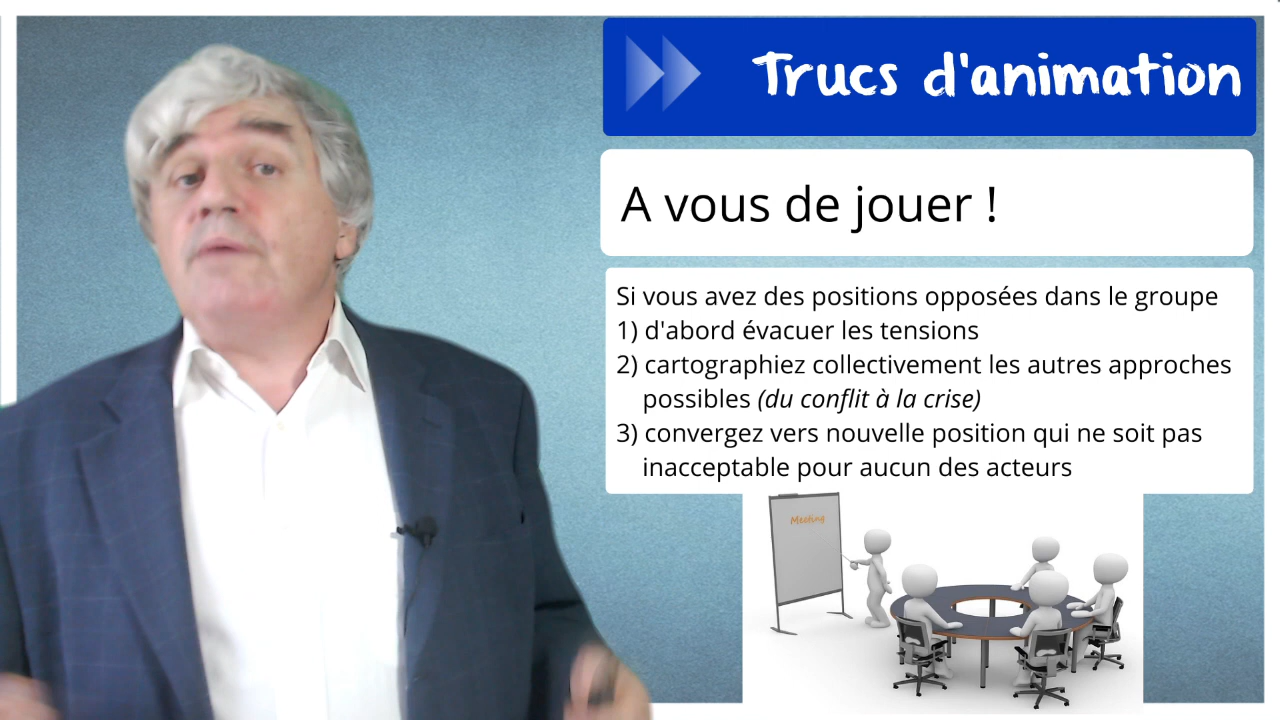 Trucs d'animation
A vous de jouer !
Si vous avez des positions opposées dans le groupe
1) d'abord évacuer les tensions
2) cartographiez collectivement les autres approches
possibles (du conflit à la crise)
3) convergez vers nouvelle position qui ne soit pas
inacceptable pour aucun des acteurs
Meeting